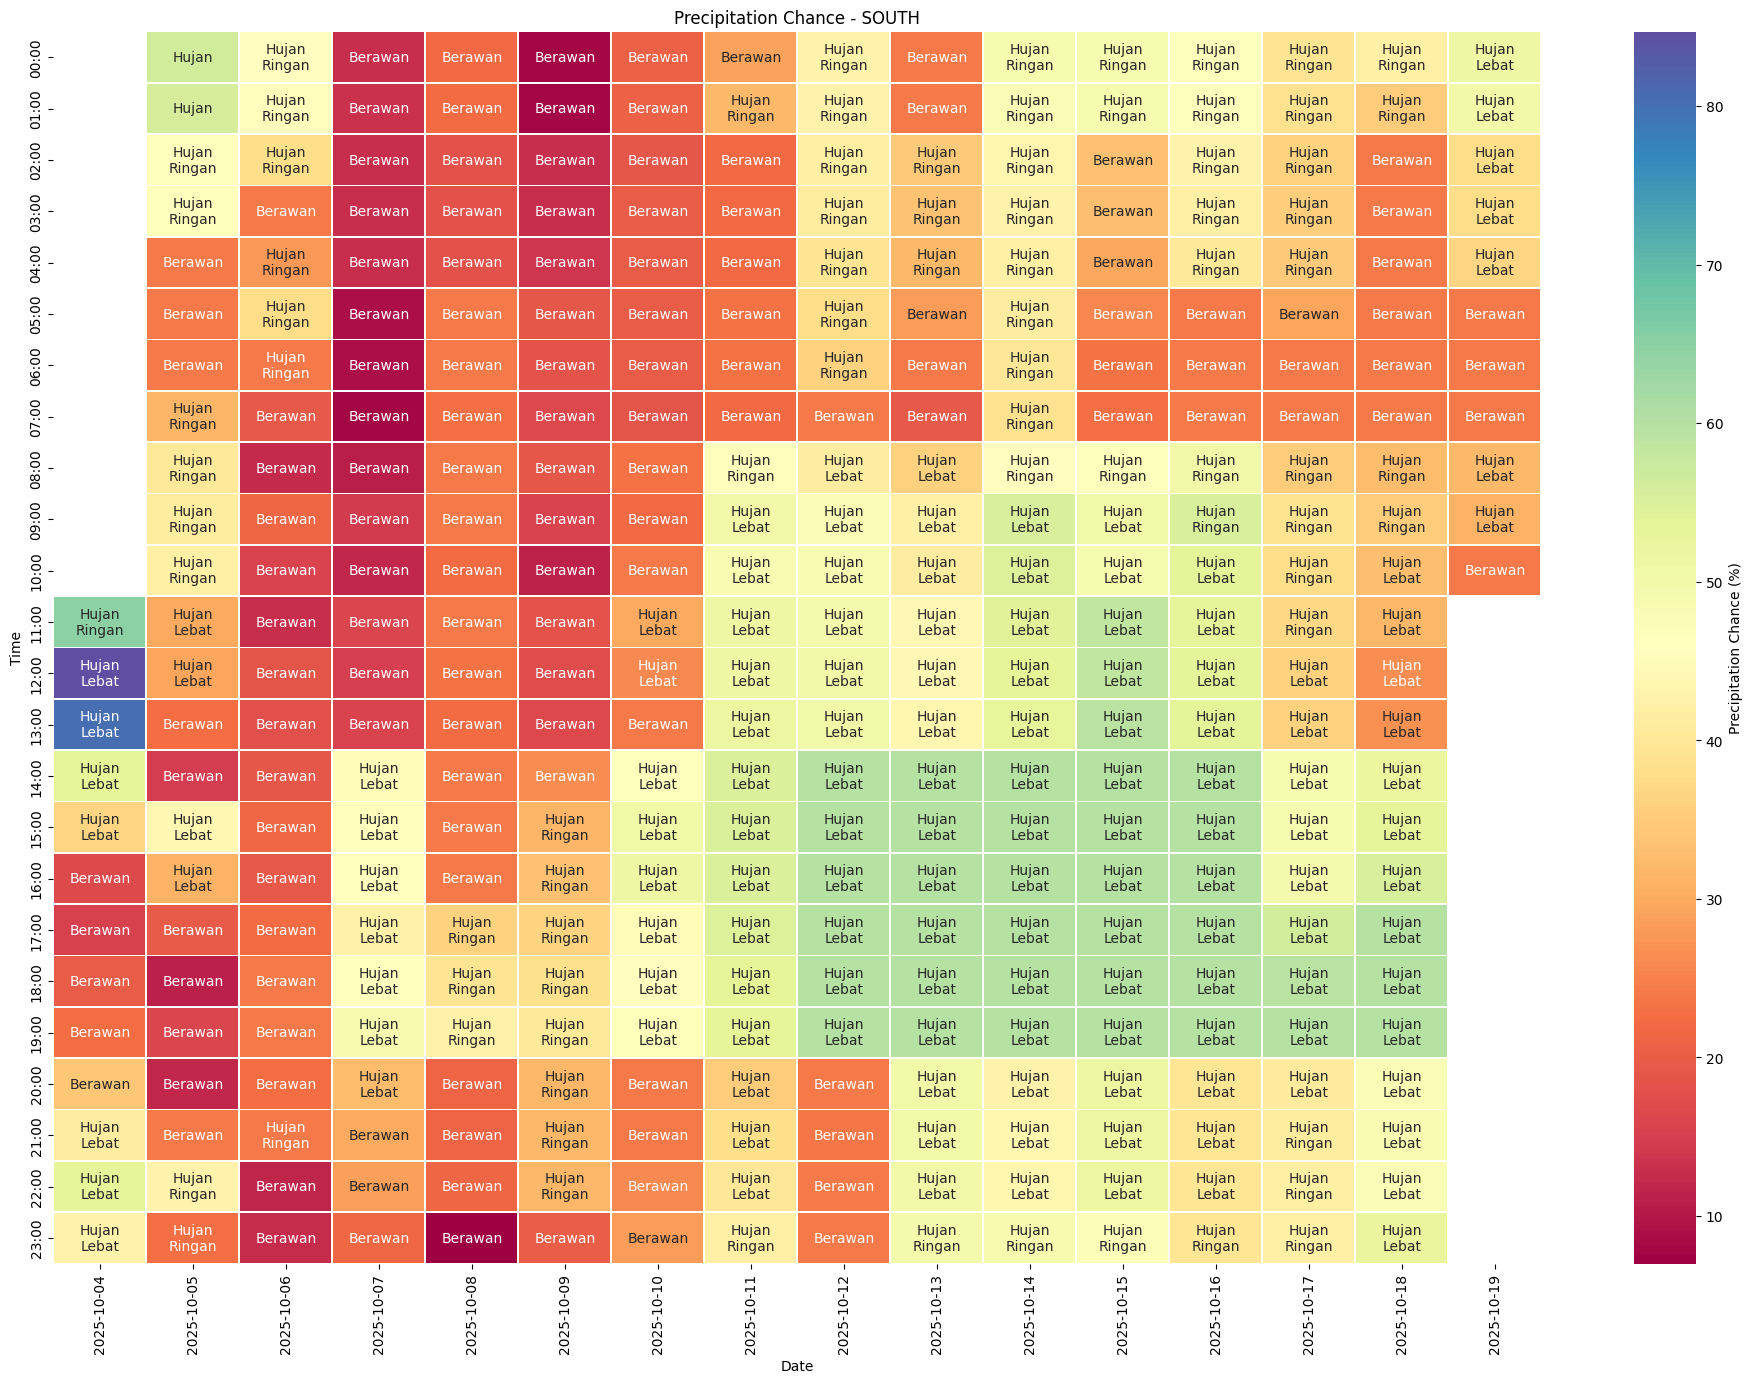 Precipitation Chance - SOUTH
00:00 Hujan Hujan Ringan Berawan Berawan Berawan Berawan Berawan Hujan Ringan Berawan Hujan Ringan Hujan Ringan Hujan Ringan Hujan Ringan Hujan Ringan Hujan Lebat
01:00 Hujan Hujan Ringan Berawan Berawan Berawan Berawan Hujan Ringan Hujan Ringan Berawan Hujan Ringan Hujan Ringan Hujan Ringan Hujan Ringan Hujan Ringan Hujan Lebat
02:00 Hujan Ringan Hujan Ringan Berawan Berawan Berawan Berawan Berawan Hujan Ringan Hujan Ringan Hujan Ringan Berawan Hujan Ringan Hujan Ringan Berawan Hujan Lebat
03:00 Hujan Ringan Berawan Berawan Berawan Berawan Berawan Berawan Hujan Ringan Hujan Ringan Hujan Ringan Berawan Hujan Ringan Hujan Ringan Berawan Hujan Lebat
04:00 Berawan Hujan Ringan Berawan Berawan Berawan Berawan Berawan Hujan Ringan Hujan Ringan Hujan Ringan Berawan Hujan Ringan Hujan Ringan Berawan Hujan Lebat
05:00 Berawan Hujan Ringan Berawan Berawan Berawan Berawan Berawan Hujan Ringan Berawan Hujan Ringan Berawan Berawan Berawan Berawan Berawan
06:00 Berawan Hujan Ringan Berawan Berawan Berawan Berawan Berawan Hujan Ringan Berawan Hujan Ringan Berawan Berawan Berawan Berawan Berawan
07:00 Hujan Ringan Berawan Berawan Berawan Berawan Berawan Berawan Berawan Berawan Hujan Ringan Berawan Berawan Berawan Berawan Berawan
08:00 Hujan Ringan Berawan Berawan Berawan Berawan Berawan Hujan Ringan Hujan Lebat Hujan Lebat Hujan Ringan Hujan Ringan Hujan Ringan Hujan Ringan Hujan Ringan Hujan Lebat
09:00 Hujan Ringan Berawan Berawan Berawan Berawan Berawan Hujan Lebat Hujan Lebat Hujan Lebat Hujan Lebat Hujan Lebat Hujan Ringan Hujan Ringan Hujan Ringan Hujan Lebat
10:00 Hujan Ringan Berawan Berawan Berawan Berawan Berawan Hujan Lebat Hujan Lebat Hujan Lebat Hujan Lebat Hujan Lebat Hujan Lebat Hujan Ringan Hujan Lebat Berawan
11:00 Hujan Ringan Hujan Lebat Berawan Berawan Berawan Berawan Hujan Lebat Hujan Lebat Hujan Lebat Hujan Lebat Hujan Lebat Hujan Lebat Hujan Lebat Hujan Ringan Hujan Lebat
12:00 Hujan Lebat Hujan Lebat Berawan Berawan Berawan Berawan Hujan Lebat Hujan Lebat Hujan Lebat Hujan Lebat Hujan Lebat Hujan Lebat Hujan Lebat Hujan Lebat Hujan Lebat
13:00 Hujan Lebat Berawan Berawan Berawan Berawan Berawan Berawan Hujan Lebat Hujan Lebat Hujan Lebat Hujan Lebat Hujan Lebat Hujan Lebat Hujan Lebat Hujan Lebat
14:00 Hujan Lebat Berawan Berawan Hujan Lebat Berawan Berawan Hujan Lebat Hujan Lebat Hujan Lebat Hujan Lebat Hujan Lebat Hujan Lebat Hujan Lebat Hujan Lebat Hujan Lebat
15:00 Hujan Lebat Hujan Lebat Berawan Hujan Lebat Berawan Hujan Ringan Hujan Lebat Hujan Lebat Hujan Lebat Hujan Lebat Hujan Lebat Hujan Lebat Hujan Lebat Hujan Lebat Hujan Lebat
16:00 Berawan Hujan Lebat Berawan Hujan Lebat Berawan Hujan Ringan Hujan Lebat Hujan Lebat Hujan Lebat Hujan Lebat Hujan Lebat Hujan Lebat Hujan Lebat Hujan Lebat Hujan Lebat
17:00 Berawan Berawan Berawan Hujan Lebat Hujan Ringan Hujan Ringan Hujan Lebat Hujan Lebat Hujan Lebat Hujan Lebat Hujan Lebat Hujan Lebat Hujan Lebat Hujan Lebat Hujan Lebat
18:00 Berawan Berawan Berawan Hujan Lebat Hujan Ringan Hujan Ringan Hujan Lebat Hujan Lebat Hujan Lebat Hujan Lebat Hujan Lebat Hujan Lebat Hujan Lebat Hujan Lebat Hujan Lebat
19:00 Berawan Berawan Berawan Hujan Lebat Hujan Ringan Hujan Ringan Hujan Lebat Hujan Lebat Hujan Lebat Hujan Lebat Hujan Lebat Hujan Lebat Hujan Lebat Hujan Lebat Hujan Lebat
20:00 Berawan Berawan Berawan Hujan Lebat Berawan Hujan Ringan Berawan Hujan Lebat Berawan Hujan Lebat Hujan Lebat Hujan Lebat Hujan Lebat Hujan Lebat Hujan Lebat
21:00 Hujan Lebat Berawan Hujan Ringan Berawan Berawan Hujan Ringan Berawan Hujan Lebat Berawan Hujan Lebat Hujan Lebat Hujan Lebat Hujan Lebat Hujan Ringan Hujan Lebat
22:00 Hujan Lebat Hujan Ringan Berawan Berawan Berawan Hujan Ringan Berawan Hujan Lebat Berawan Hujan Lebat Hujan Lebat Hujan Lebat Hujan Lebat Hujan Ringan Hujan Lebat
23:00 Hujan Lebat Hujan Ringan Berawan Berawan Berawan Berawan Berawan Hujan Ringan Berawan Hujan Ringan Hujan Ringan Hujan Ringan Hujan Ringan Hujan Ringan Hujan Lebat
Time
2025-10-04 2025-10-05 2025-10-06 2025-10-07 2025-10-08 2025-10-09 2025-10-10 2025-10-11 2025-10-12 2025-10-13 2025-10-14 2025-10-15 2025-10-16 2025-10-17 2025-10-18 2025-10-19
Date
80
70
60
50
40
30
20
10
Precipitation Chance (%)